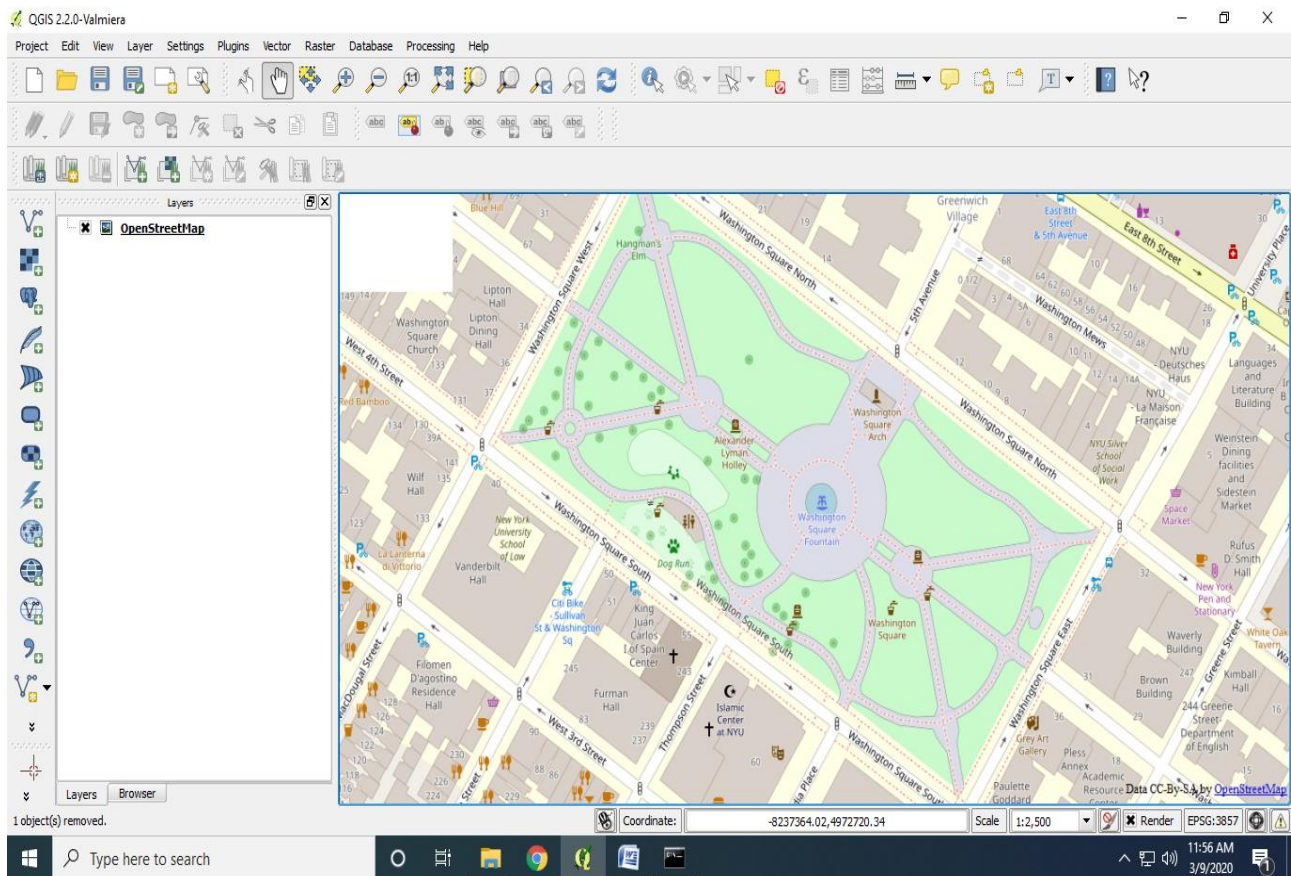 QGIS 2.2.0-Valmiera
Project Edit View Layer Settings Plugins Vector Raster Database Processing Help
Layers
OpenStreetMap
Layers Browser
Blue Hill
Hangman's
Elm
Washington Square West
Washington Square North
Greenwich
Village
East 8th
Street
& 5th Avenue
East 8th Street
University Place
5th Avenue
Washington Mews
Lipton
Hall
Lipton
Dining
Hall
Washington
Square
Church
West 4th Street
Red Bamboo
NYU
- Deutsches
Haus
NYU
- La Maison
Française
Languages
and
Literature
Building
Washington
Square
Arch
Alexander
Lyman
Holley
Washington Square North
NYU Silver
School
of Social
Work
Weinstein
Dining
facilities
and
Sidestein
Market
Space
Market
Wilf
Hall
New York
University
School
of Law
Washington Square South
Washington
Square
Fountain
Dog Run
La Lanterna
di Vittorio
Vanderbilt
Hall
Rufus
D. Smith
Hall
New York
Pen and
Stationary
Citi Bike
- Sullivan
St & Washington
Sq
King
Juan
Carlos
I of Spain
Center
Washington Square South
Washington
Square
Washington Square East
Greene Street
White Oak
Tavern
Waverly
Building
Brown
Building
Kimball
Hall
244 Greene
Street-
Department
of English
MacDougal Street
Filomen
D'agostino
Residence
Hall
Furman
Hall
West 3rd Street
Thompson Street
Islamic
Center
at NYU
Washington Square South
Grey Art
Gallery
Pless
Annex
Academic
Resource
Center
Paulette
Goddard
Data CC-By-SA by OpenStreetMap
1 object(s) removed.
Coordinate: -8237364.02,4972720.34 Scale 1:2,500 Render EPSG:3857
Type here to search
11:56 AM
3/9/2020